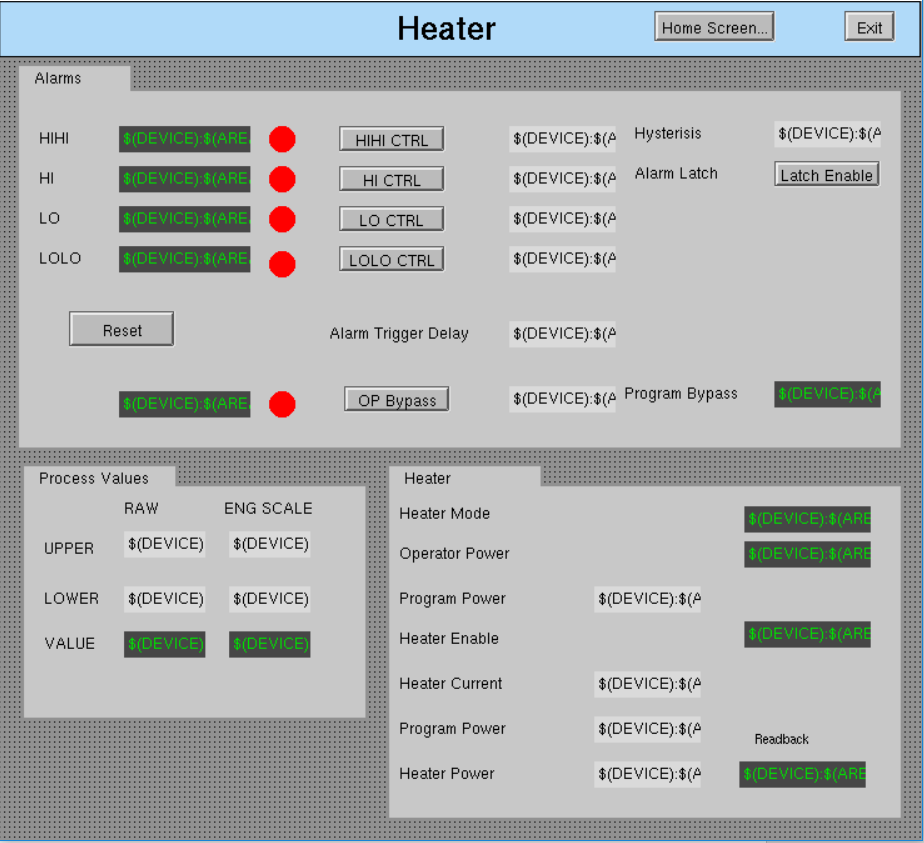 Heater
Home Screen...
Exit
Alarms
HIHI $(DEVICE):$(ARE HIHI CTRL $(DEVICE):$(A Hysterisis $(DEVICE):$(A
HI $(DEVICE):$(ARE HI CTRL $(DEVICE):$(A Alarm Latch Latch Enable
LO $(DEVICE):$(ARE LO CTRL $(DEVICE):$(A
LOLO $(DEVICE):$(ARE LOLO CTRL $(DEVICE):$(A
Reset Alarm Trigger Delay $(DEVICE):$(A
$(DEVICE):$(ARE OP Bypass $(DEVICE):$(A Program Bypass $(DEVICE):$(A
Process Values
RAW ENG SCALE
UPPER $(DEVICE) $(DEVICE)
LOWER $(DEVICE) $(DEVICE)
VALUE $(DEVICE) $(DEVICE)
Heater
Heater Mode $(DEVICE):$(ARE
Operator Power $(DEVICE):$(ARE
Program Power $(DEVICE):$(A
Heater Enable $(DEVICE):$(ARE
Heater Current $(DEVICE):$(A
Program Power $(DEVICE):$(A
Readback
Heater Power $(DEVICE):$(A $(DEVICE):$(ARE